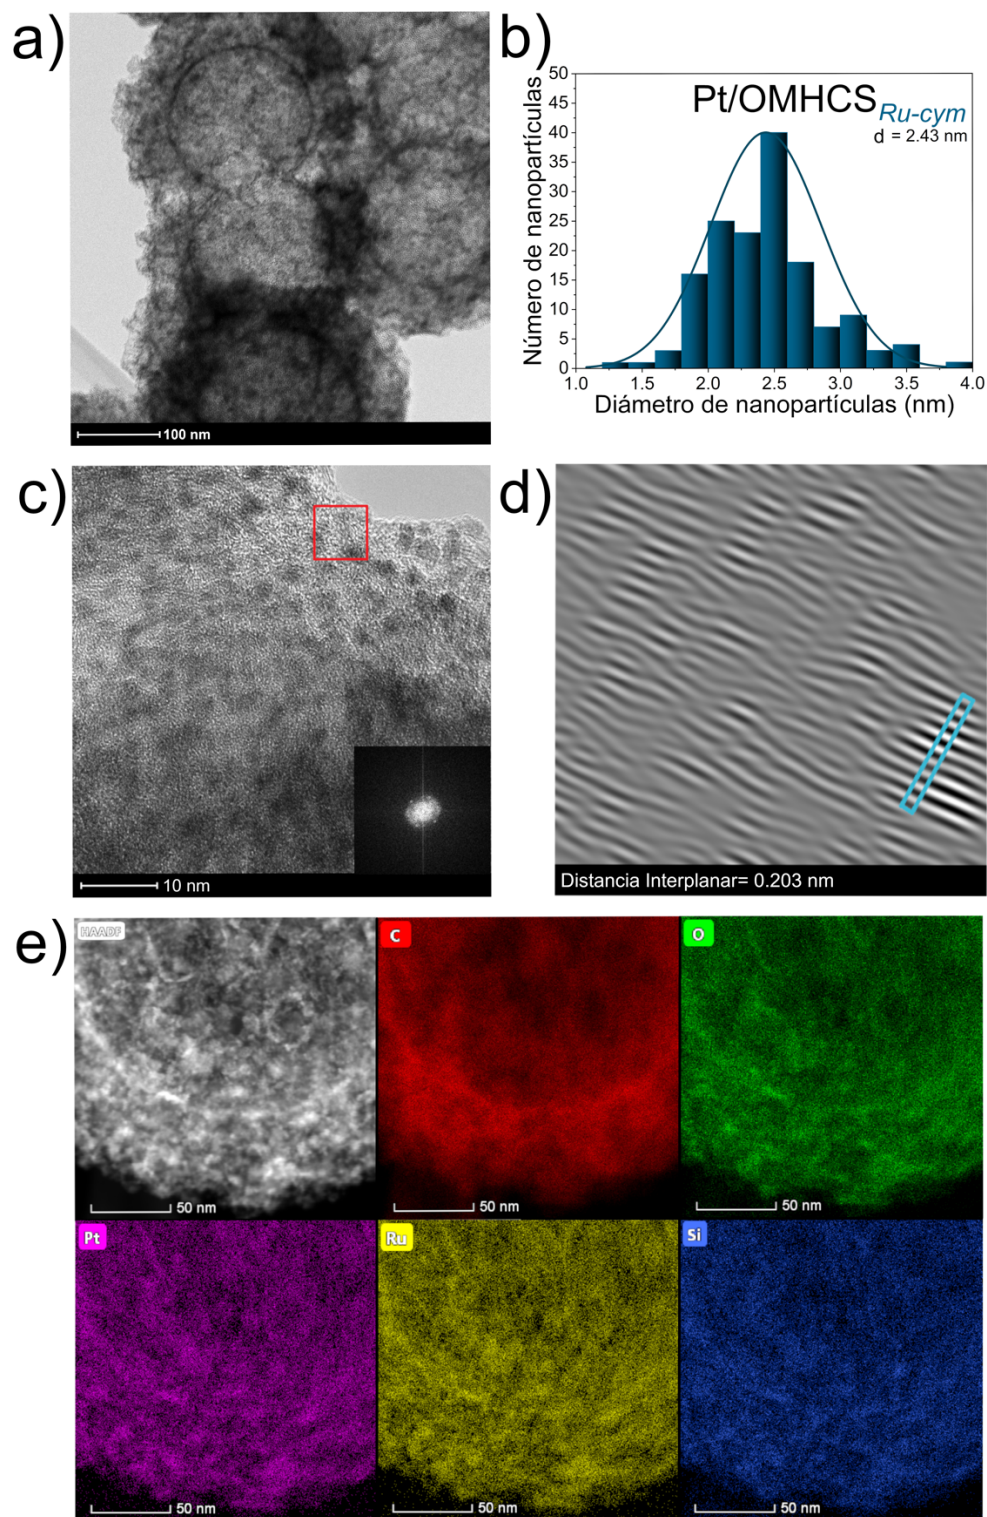 a)
100 nm
b)
Número de nanopartículas
50
45
40
35
30
25
20
15
10
5
0
Pt/OMHCS Ru-cym
d = 2.43 nm
1.0 1.5 2.0 2.5 3.0 3.5 4.0
Diámetro de nanopartículas (nm)
c)
10 nm
d)
Distancia Interplanar= 0.203 nm
e)
HAADF
50 nm
C
50 nm
O
50 nm
Pt
50 nm
Ru
50 nm
Si
50 nm